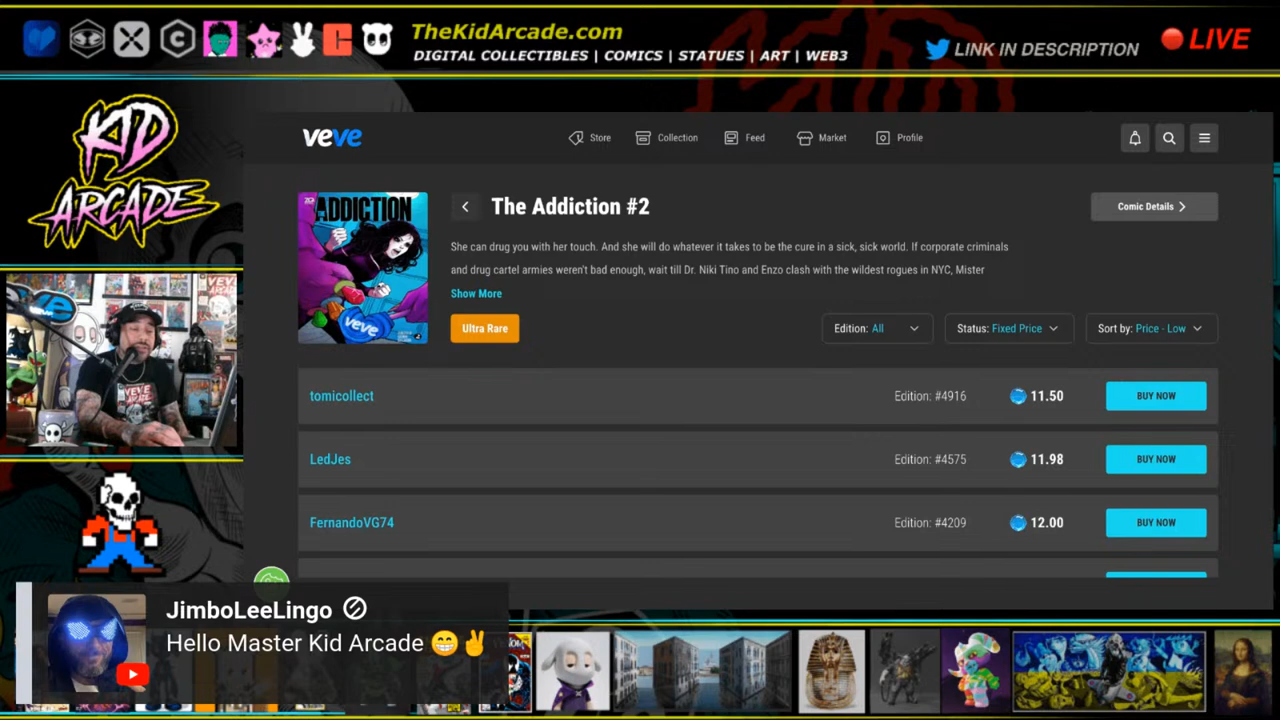 TheKidArcade.com
DIGITAL COLLECTIBLES | COMICS | STATUES | ART | WEB3
LINK IN DESCRIPTION
LIVE
KID
ARCADE
veve
Store
Collection
Feed
Market
Profile
ADDICTION
veve
The Addiction #2
Comic Details
She can drug you with her touch. And she will do whatever it takes to be the cure in a sick, sick world. If corporate criminals
and drug cartel armies weren't bad enough, wait till Dr. Niki Tino and Enzo clash with the wildest rogues in NYC, Mister
Show More
Ultra Rare
Edition: All
Status: Fixed Price
Sort by: Price - Low
tomicollect
Edition: #4916
11.50
BUY NOW
LedJes
Edition: #4575
11.98
BUY NOW
FernandoVG74
Edition: #4209
12.00
BUY NOW
VEVE
ARCADE
JimboLeeLingo
Hello Master Kid Arcade 😁✌